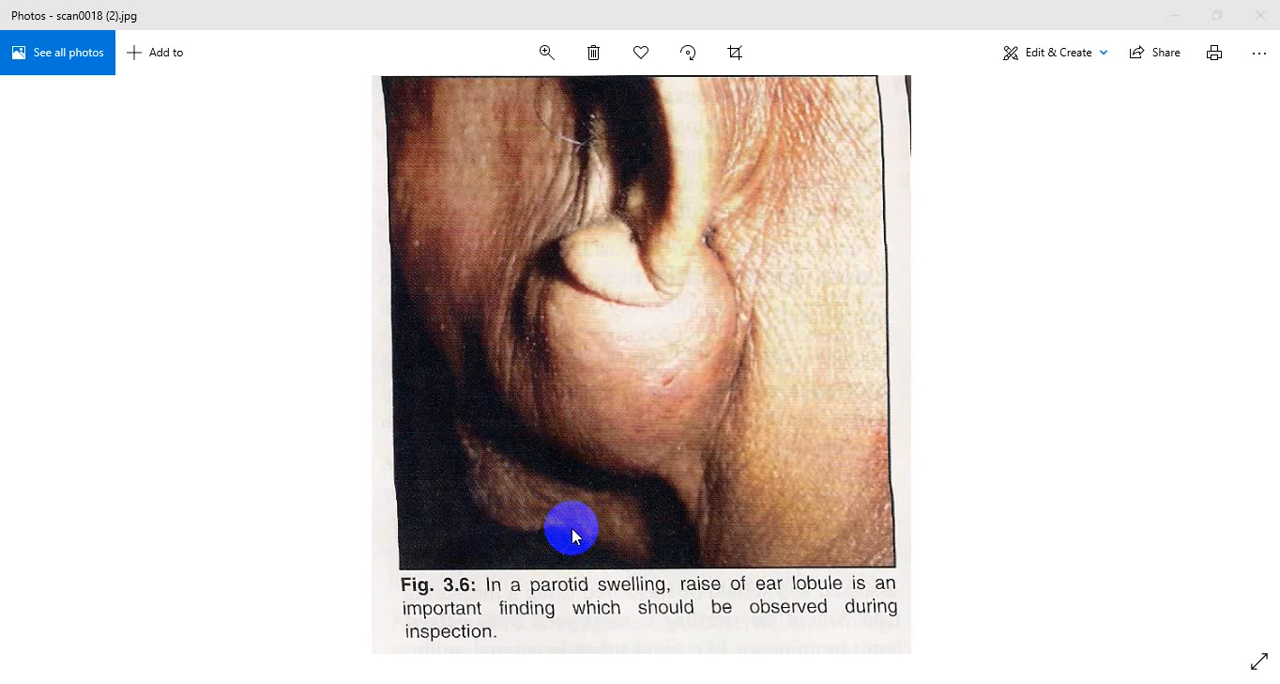 Photos - scan0018 (2).jpg
See all photos
Add to
Edit & Create
Share
Fig. 3.6: In a parotid swelling, raise of ear lobule is an
important finding which should be observed during
inspection.